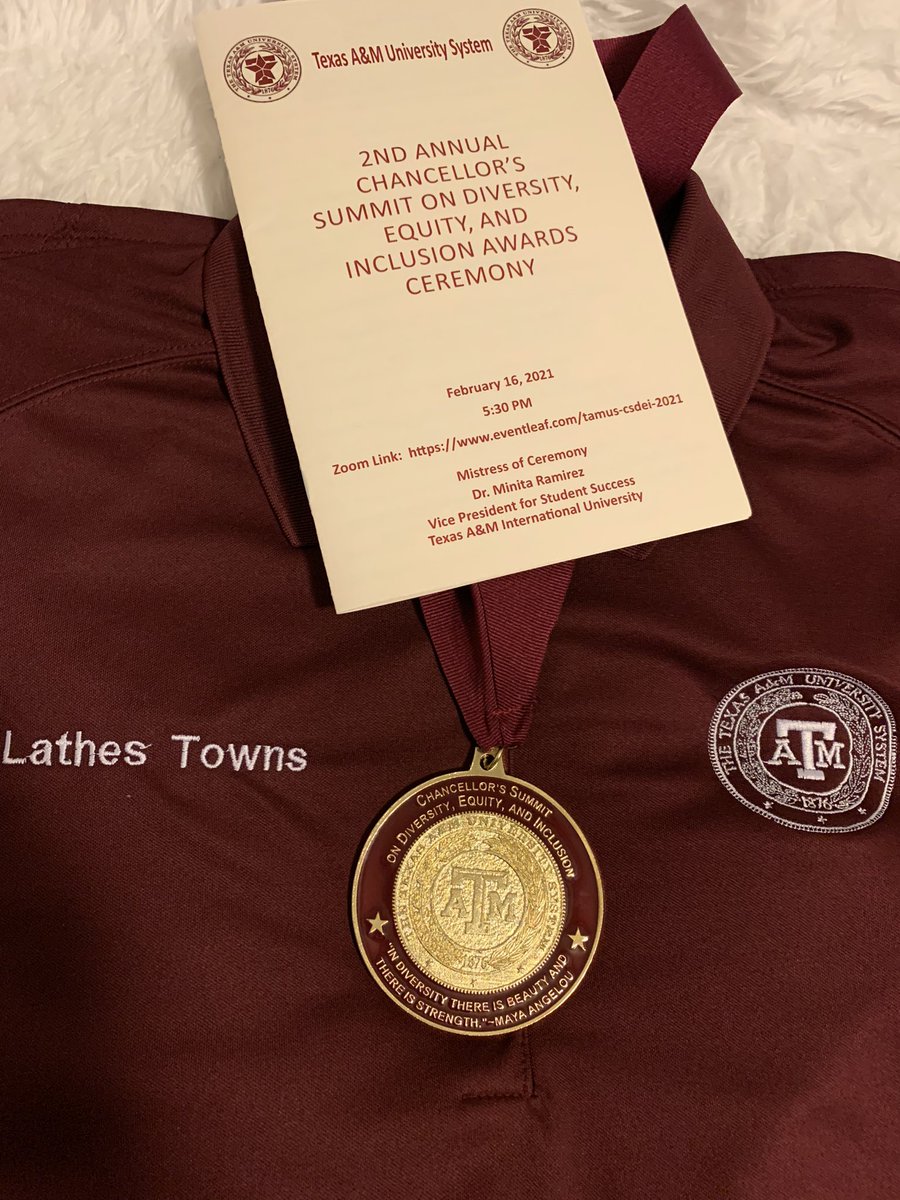 Texas A&M University System
2ND ANNUAL
CHANCELLOR'S
SUMMIT ON DIVERSITY,
EQUITY, AND
INCLUSION AWARDS
CEREMONY
February 16, 2021
5:30 PM
Zoom Link: https://www.eventleaf.com/tamus-csdei-2021
Mistress of Ceremony
Dr. Minita Ramirez
Vice President for Student Success
Texas A&M International University
Lathes Towns
THE TEXAS A&M UNIVERSITY SYSTEM
ATM
1876
CHANCELLOR'S SUMMIT
ON DIVERSITY, EQUITY, AND INCLUSION
ATM
1876
"IN DIVERSITY THERE IS BEAUTY AND
THERE IS STRENGTH."~MAYA ANGELOU